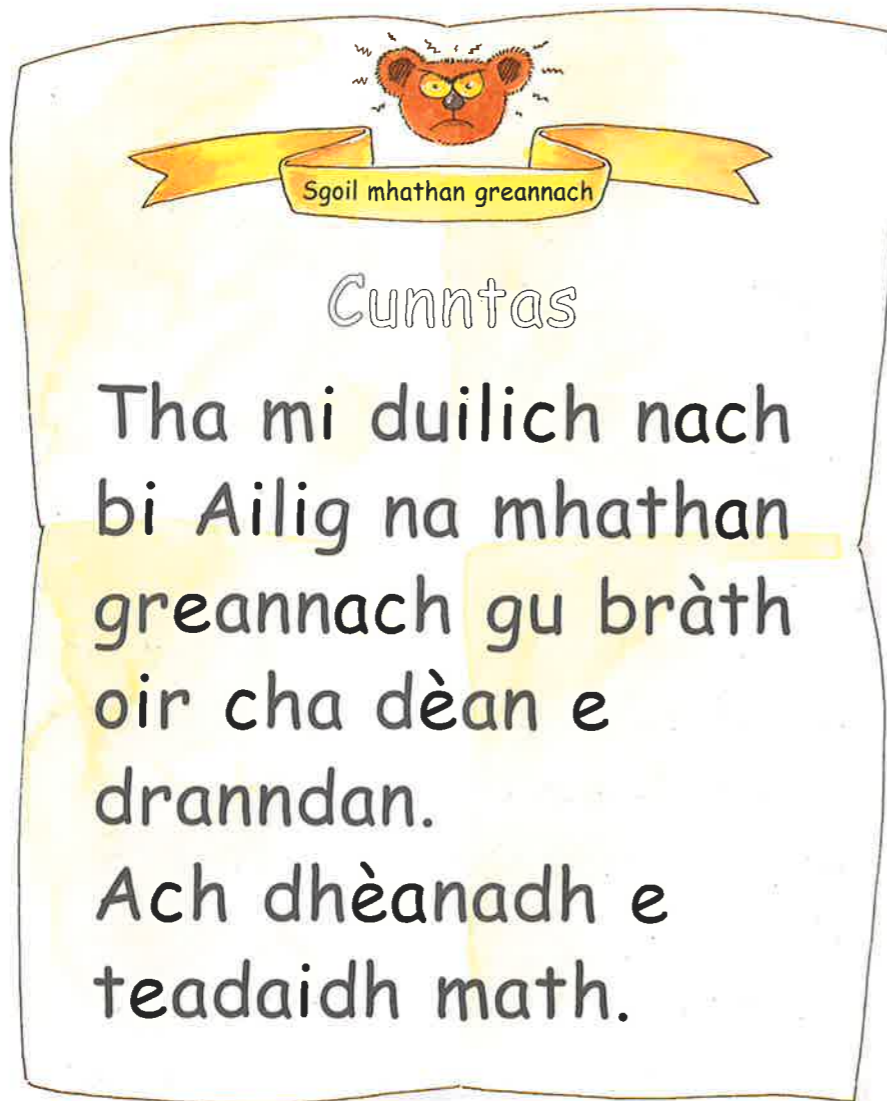 Sgoil mhathan greannach
Cunntas
Tha mi duilich nach
bi Ailig na mhathan
greannach gu bràth
oir cha dèan e
dranndan.
Ach dhèanadh e
teadaidh math.